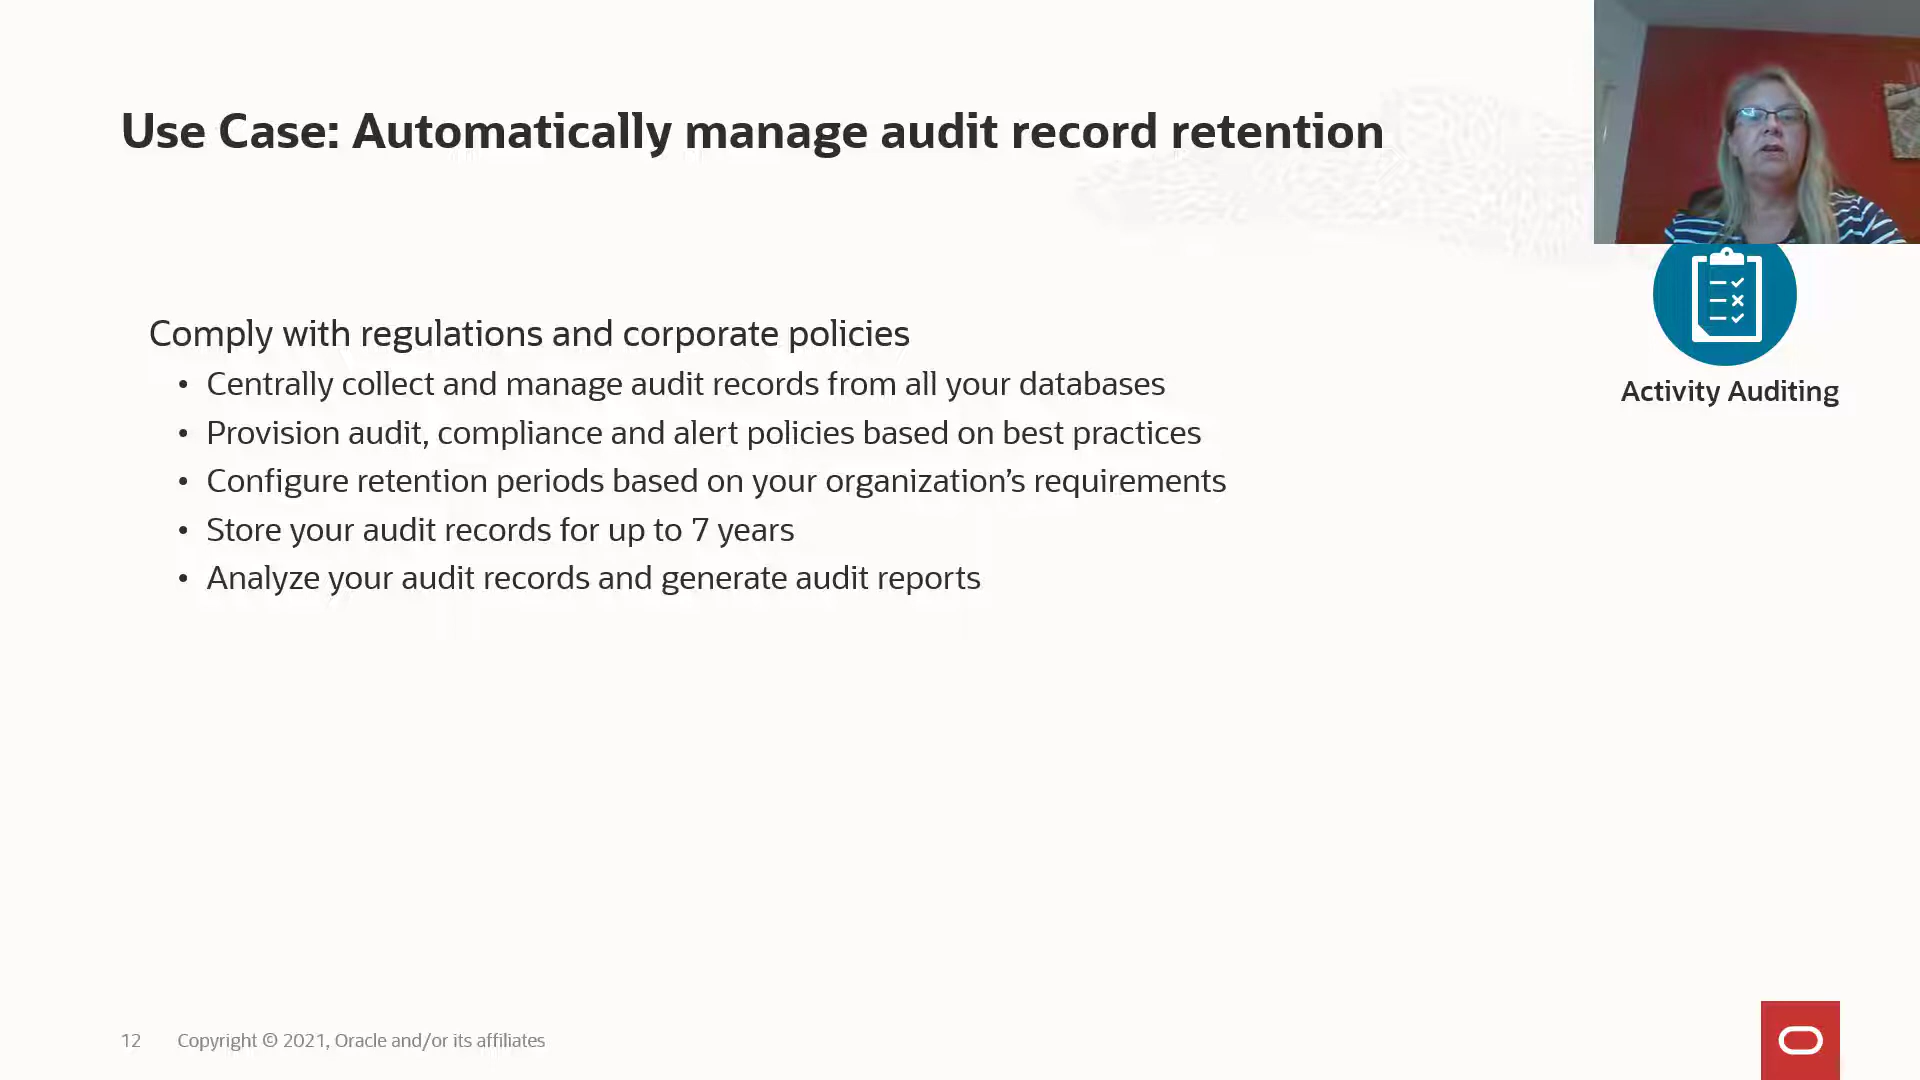 Use Case: Automatically manage audit record retention
Comply with regulations and corporate policies
• Centrally collect and manage audit records from all your databases
• Provision audit, compliance and alert policies based on best practices
• Configure retention periods based on your organization’s requirements
• Store your audit records for up to 7 years
• Analyze your audit records and generate audit reports
Activity Auditing
12 Copyright © 2021, Oracle and/or its affiliates